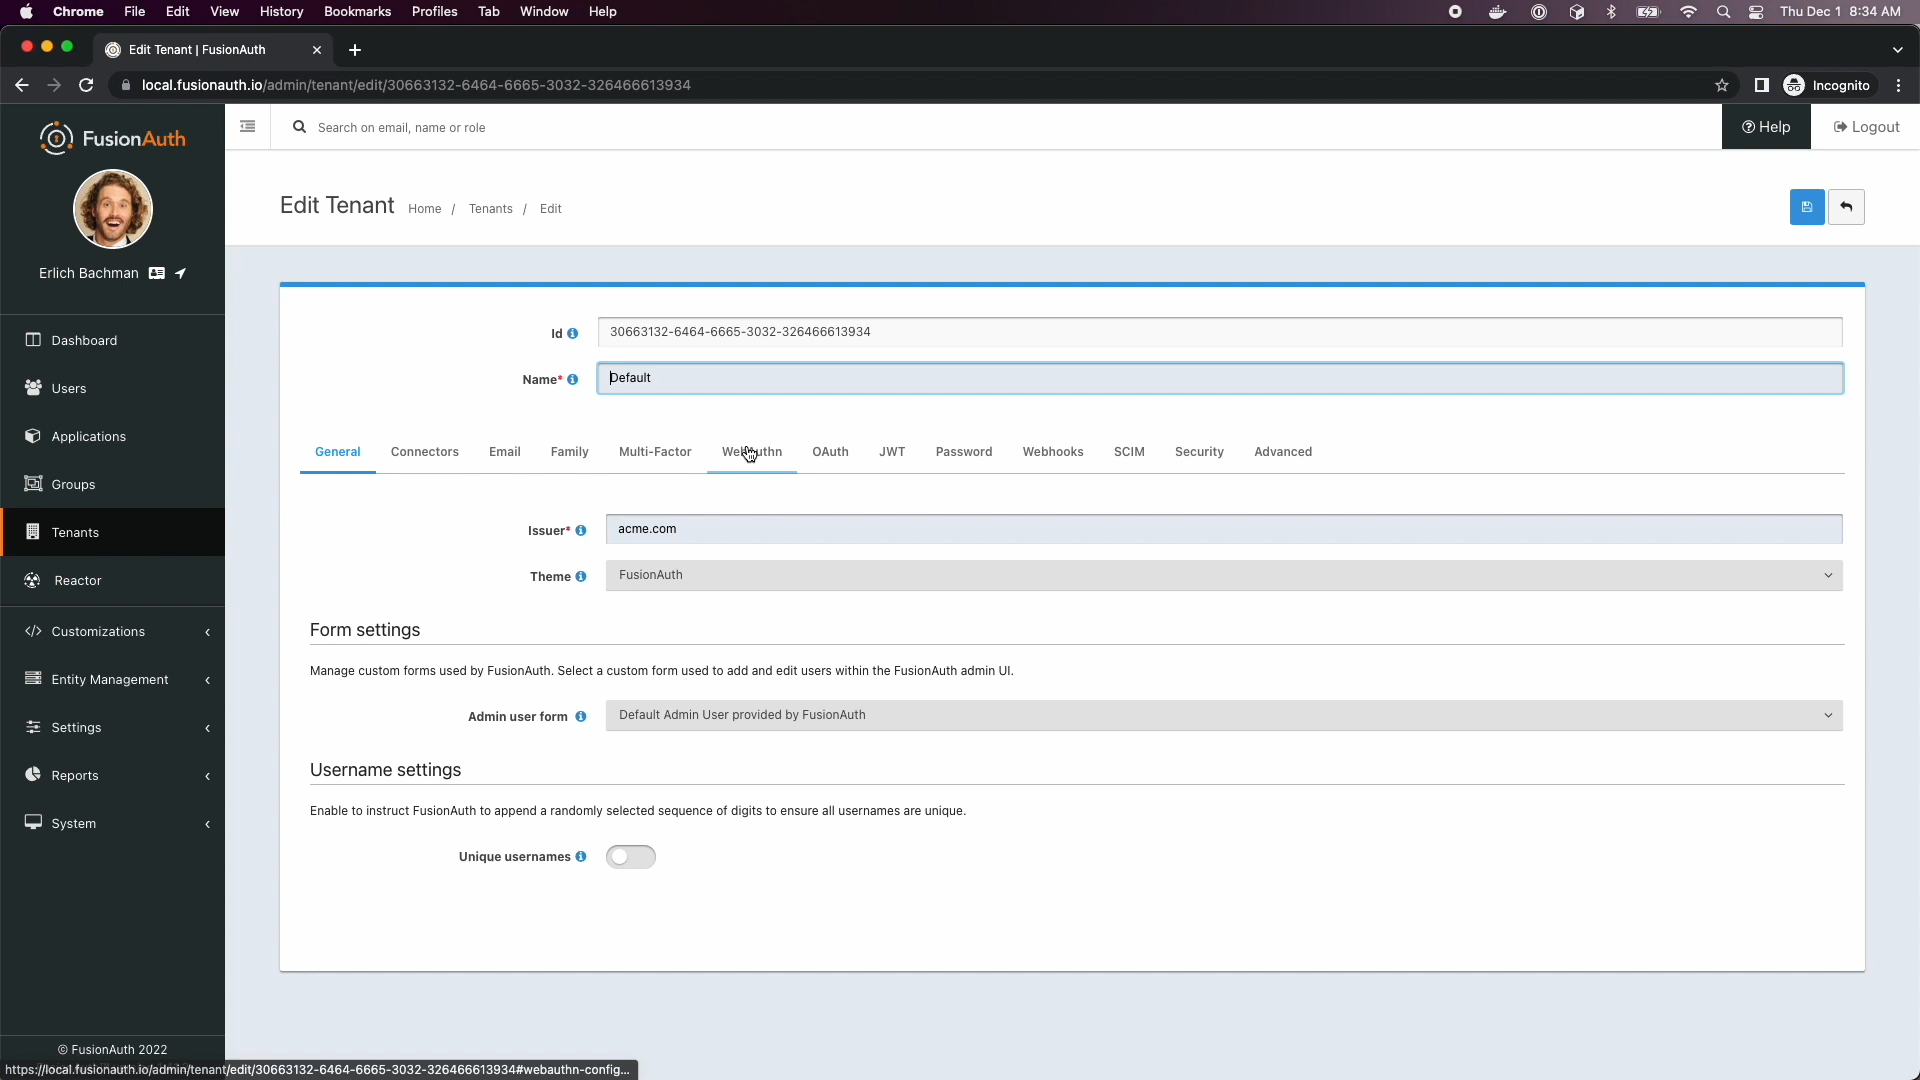 Chrome File Edit View History Bookmarks Profiles Tab Window Help Thu Dec 1 8:34 AM
Edit Tenant | FusionAuth
local.fusionauth.io/admin/tenant/edit/30663132-6464-6665-3032-326466613934 Incognito
FusionAuth
Search on email, name or role
Help
Logout
Erlich Bachman
Dashboard
Users
Applications
Groups
Tenants
Reactor
Customizations
Entity Management
Settings
Reports
System
© FusionAuth 2022
Edit Tenant Home / Tenants / Edit
Id 30663132-6464-6665-3032-326466613934
Name* Default
General Connectors Email Family Multi-Factor WebAuthn OAuth JWT Password Webhooks SCIM Security Advanced
Issuer* acme.com
Theme FusionAuth
Form settings
Manage custom forms used by FusionAuth. Select a custom form used to add and edit users within the FusionAuth admin UI.
Admin user form Default Admin User provided by FusionAuth
Username settings
Enable to instruct FusionAuth to append a randomly selected sequence of digits to ensure all usernames are unique.
Unique usernames
https://local.fusionauth.io/admin/tenant/edit/30663132-6464-6665-3032-326466613934#webauthn-config...